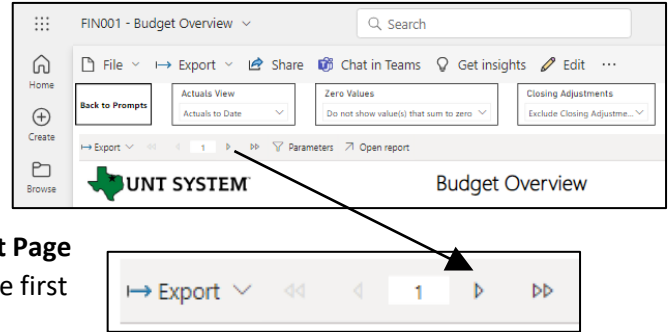 FIN001 - Budget Overview
Search
Home
File Export Share Chat in Teams Get insights Edit ...
Actuals View Zero Values Closing Adjustments
Back to Prompts
Actuals to Date Do not show value(s) that sum to zero Exclude Closing Adjustme...
Create
Export 1 Parameters Open report
Browse
UNT SYSTEM Budget Overview
t Page
e first
Export 1